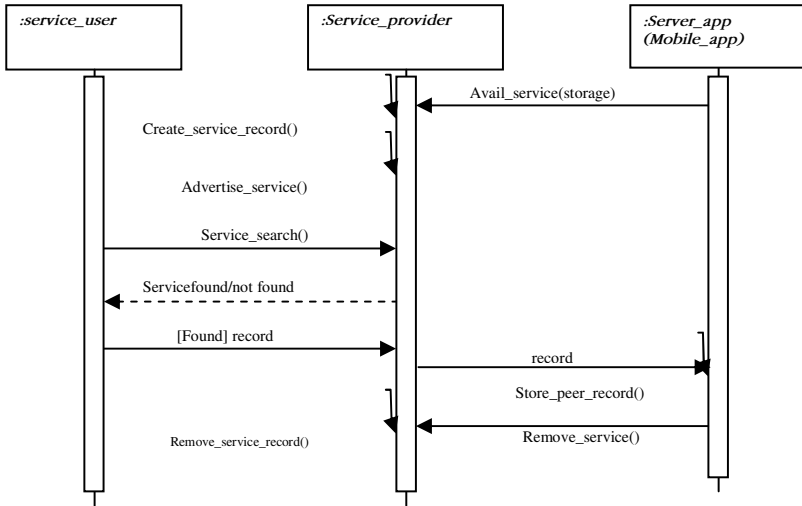 :service_user
:Service_provider
:Server_app
(Mobile_app)
Avail_service(storage)
Create_service_record()
Advertise_service()
Service_search()
Servicefound/not found
[Found] record
record
Store_peer_record()
Remove_service_record()
Remove_service()